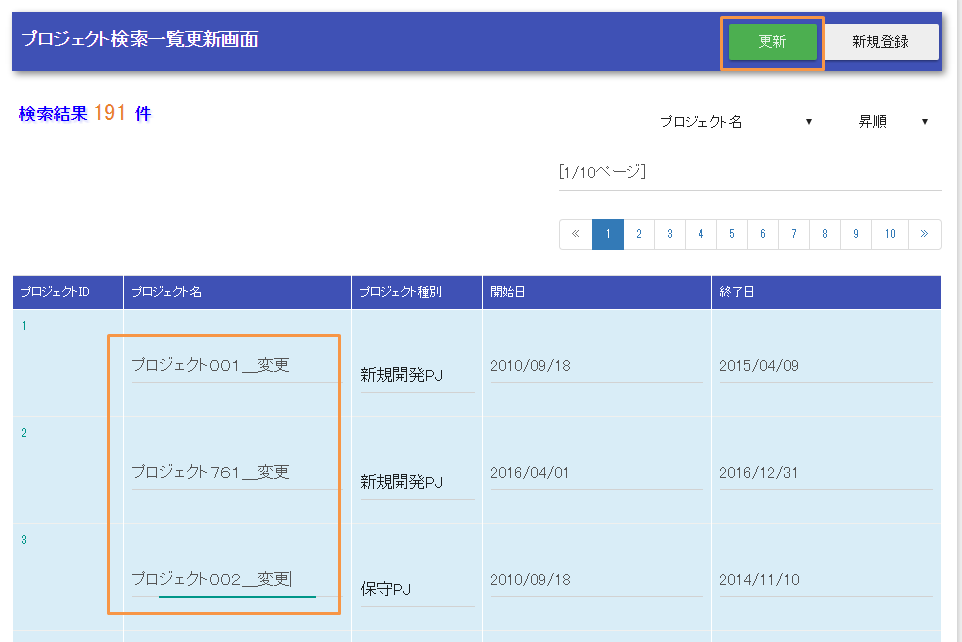 プロジェクト検索一覧更新画面 更新 新規登録
検索結果 191 件
プロジェクト名 ▼ 昇順 ▼
[1/10ページ]
« 1 2 3 4 5 6 7 8 9 10 »
プロジェクトID プロジェクト名 プロジェクト種別 開始日 終了日
1 プロジェクト００１＿変更 新規開発PJ 2010/09/18 2015/04/09
2 プロジェクト７６１＿変更 新規開発PJ 2016/04/01 2016/12/31
3 プロジェクト００２＿変更 保守PJ 2010/09/18 2014/11/10